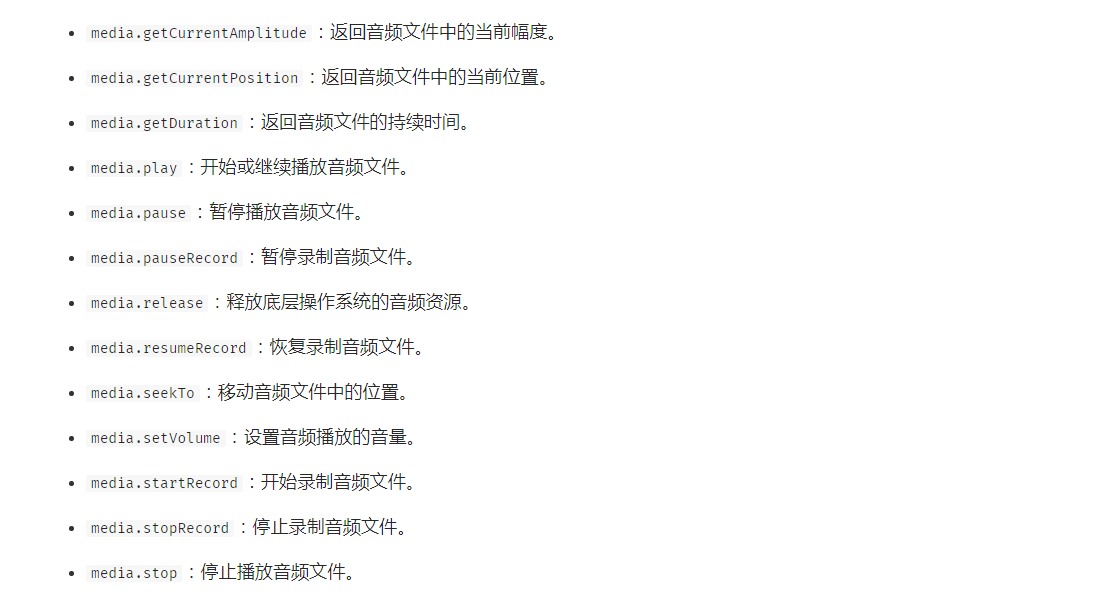 media.getCurrentAmplitude ：返回音频文件中的当前幅度。
media.getCurrentPosition ：返回音频文件中的当前位置。
media.getDuration ：返回音频文件的持续时间。
media.play ：开始或继续播放音频文件。
media.pause ：暂停播放音频文件。
media.pauseRecord ：暂停录制音频文件。
media.release ：释放底层操作系统的音频资源。
media.resumeRecord ：恢复录制音频文件。
media.seekTo ：移动音频文件中的位置。
media.setVolume ：设置音频播放的音量。
media.startRecord ：开始录制音频文件。
media.stopRecord ：停止录制音频文件。
media.stop ：停止播放音频文件。